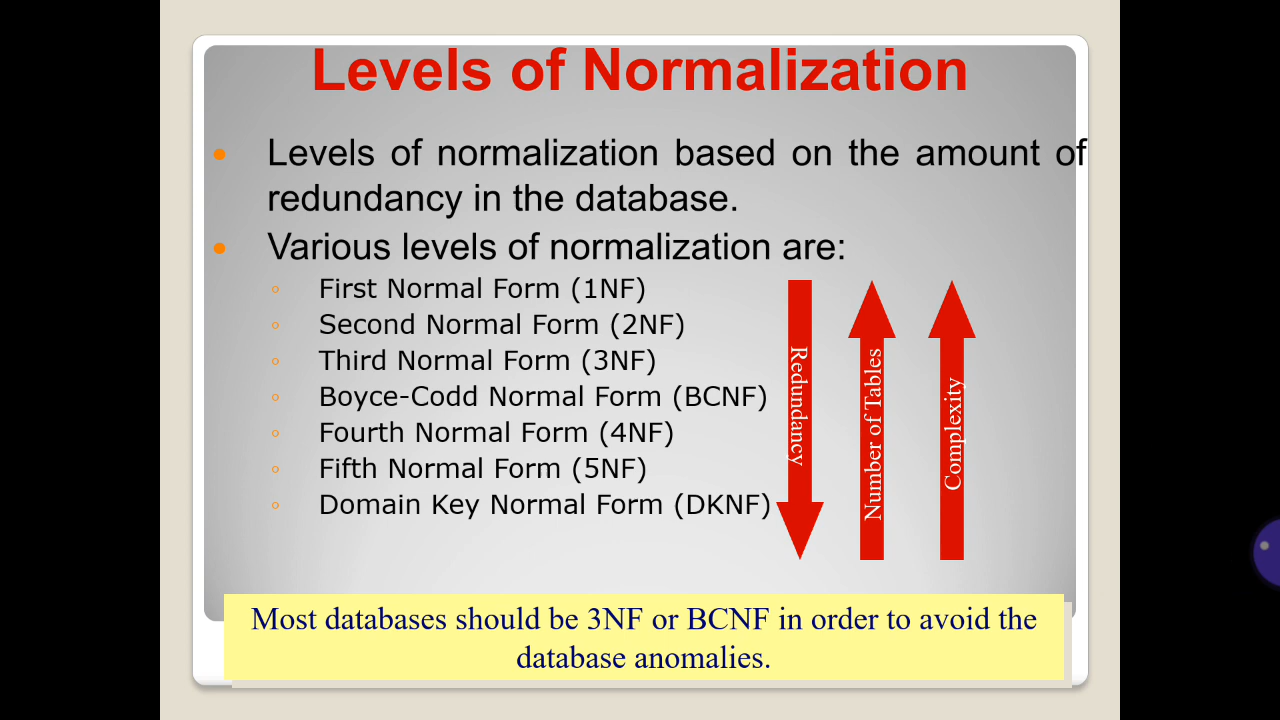 Levels of Normalization
Levels of normalization based on the amount of
redundancy in the database.
Various levels of normalization are:
First Normal Form (1NF)
Second Normal Form (2NF)
Third Normal Form (3NF)
Boyce-Codd Normal Form (BCNF)
Fourth Normal Form (4NF)
Fifth Normal Form (5NF)
Domain Key Normal Form (DKNF)
Redundancy
Number of Tables
Complexity
Most databases should be 3NF or BCNF in order to avoid the
database anomalies.